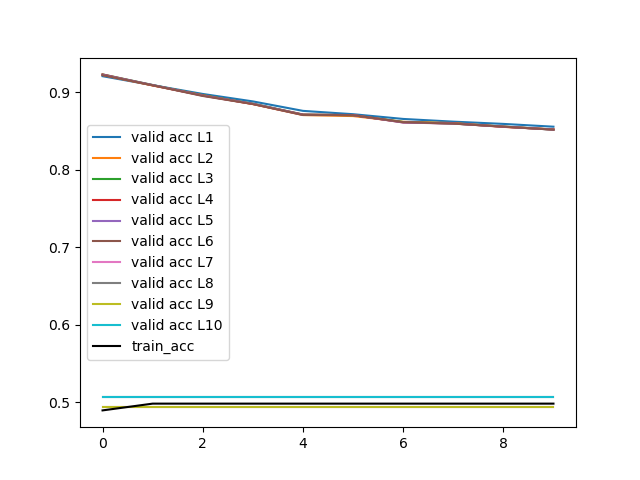 0.9
0.8
0.7
0.6
0.5
valid acc L1
valid acc L2
valid acc L3
valid acc L4
valid acc L5
valid acc L6
valid acc L7
valid acc L8
valid acc L9
valid acc L10
train_acc
0 2 4 6 8